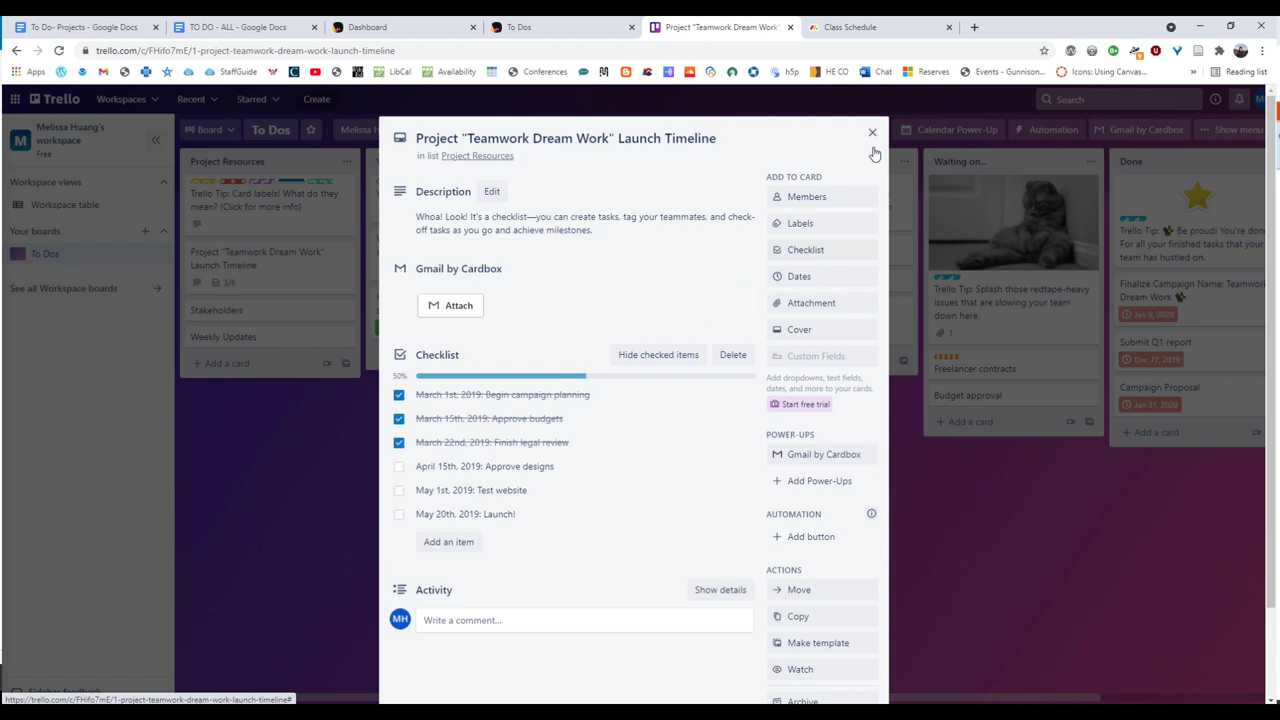 To Do- Projects - Google Docs
TO DO - ALL - Google Docs
Dashboard
To Dos
Project "Teamwork Dream Work"
Class Schedule
trello.com/c/FHifo7mE/1-project-teamwork-dream-work-launch-timeline
Apps
StaffGuide
LibCal
Availability
Conferences
h5p
HE CO
Chat
Reserves
Events - Gunnison...
Icons: Using Canvas...
Reading list
Trello
Workspaces
Recent
Starred
Create
Search
Melissa Huang's
workspace
Free
Workspace views
Workspace table
Your boards
To Dos
See all Workspace boards
Board
To Dos
Melissa H
Calendar Power-Up
Automation
Gmail by Cardbox
Show menu
Project Resources
Trello Tip: Card labels! What do they
mean? (Click for more info)
Project "Teamwork Dream Work"
Launch Timeline
3/6
Stakeholders
Weekly Updates
Add a card
Project "Teamwork Dream Work" Launch Timeline
in list Project Resources
Description
Edit
Whoa! Look! It's a checklist—you can create tasks, tag your teammates, and check-
off tasks as you go and achieve milestones.
Gmail by Cardbox
Attach
Checklist
Hide checked items
Delete
50%
March 1st, 2019: Begin campaign planning
March 15th, 2019: Approve budgets
March 22nd, 2019: Finish legal review
April 15th, 2019: Approve designs
May 1st, 2019: Test website
May 20th, 2019: Launch!
Add an item
Activity
Show details
MH
Write a comment...
ADD TO CARD
Members
Labels
Checklist
Dates
Attachment
Cover
Custom Fields
Add dropdowns, text fields,
dates, and more to your cards.
Start free trial
POWER-UPS
Gmail by Cardbox
Add Power-Ups
AUTOMATION
Add button
ACTIONS
Move
Copy
Make template
Watch
Waiting on...
Trello Tip: Splash those redtape-heavy
issues that are slowing your team
down here.
1
Freelancer contracts
Budget approval
Add a card
Done
Trello Tip: Be proud! You're done
For all your finished tasks that your
team has hustled on.
Finalize Campaign Name: Teamwork
Dream Work
Jan 9, 2020
Submit Q1 report
Dec 17, 2019
Campaign Proposal
Jan 31, 2020
Add a card
https://trello.com/c/FHifo7mE/1-project-teamwork-dream-work-launch-timeline#